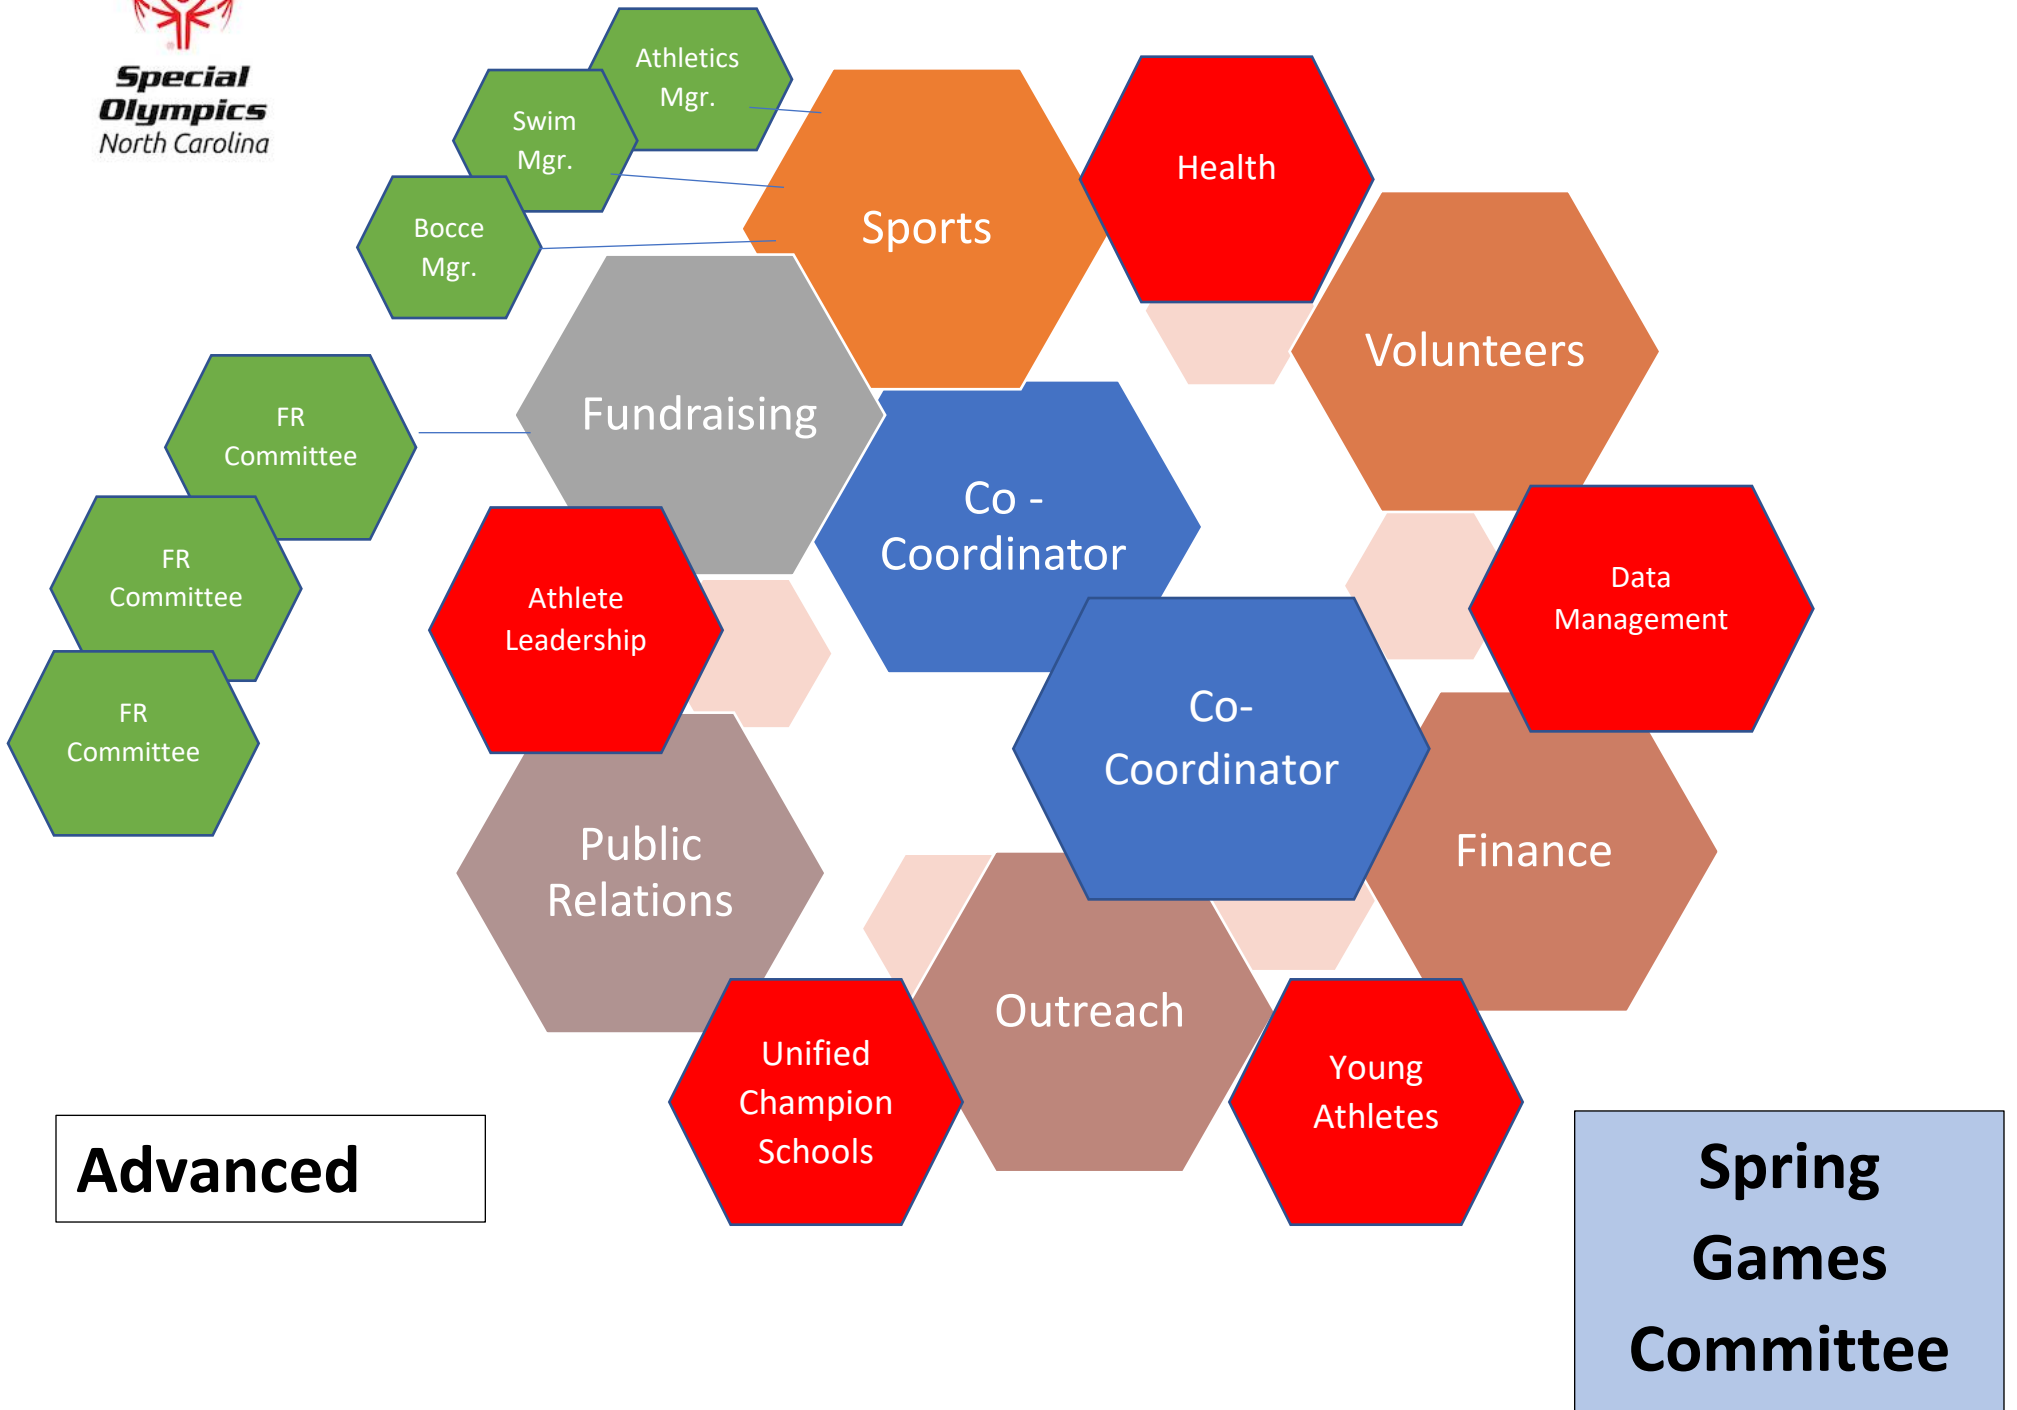 Special
Olympics
North Carolina
Athletics
Mgr.
Swim
Mgr.
Bocce
Mgr.
Sports
Health
Volunteers
Fundraising
FR
Committee
FR
Committee
FR
Committee
Co -
Coordinator
Athlete
Leadership
Data
Management
Co-
Coordinator
Public
Relations
Finance
Outreach
Unified
Champion
Schools
Young
Athletes
Advanced
Spring
Games
Committee